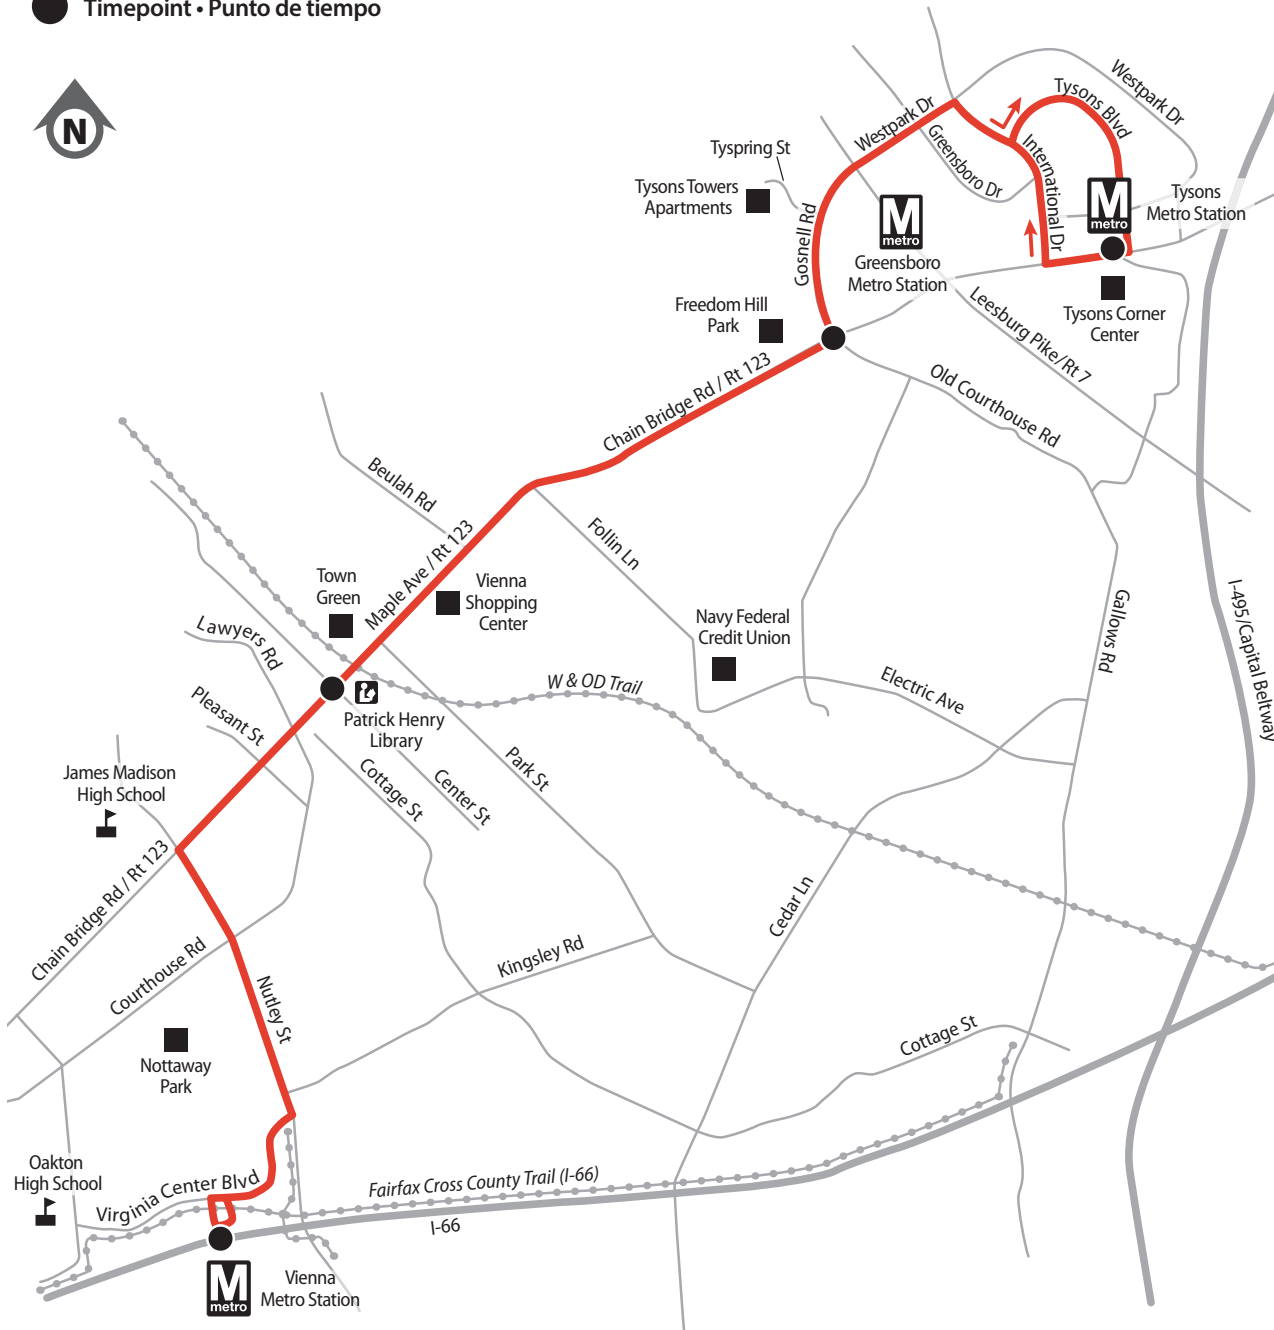 Timepoint • Punto de tiempo
N
Westpark Dr
Tysons Blvd
Westpark Dr
Greensboro Dr
International Dr
Tyspring St
Tysons Towers
Apartments
Gosnell Rd
M
metro
Greensboro
Metro Station
M
metro
Tysons
Metro Station
Tysons Corner
Center
Freedom Hill
Park
Leesburg Pike/Rt 7
Chain Bridge Rd / Rt 123
Old Courthouse Rd
Beulah Rd
Follin Ln
Maple Ave / Rt 123
Town
Green
Vienna
Shopping
Center
Navy Federal
Credit Union
Gallows Rd
I-495/Capital Beltway
Lawyers Rd
W & OD Trail
Electric Ave
Pleasant St
Patrick Henry
Library
Park St
Center St
Cottage St
James Madison
High School
Chain Bridge Rd / Rt 123
Courthouse Rd
Cedar Ln
Kingsley Rd
Nutley St
Cottage St
Nottaway
Park
Oakton
High School
Virginia Center Blvd
Fairfax Cross County Trail (I-66)
I-66
M
metro
Vienna
Metro Station